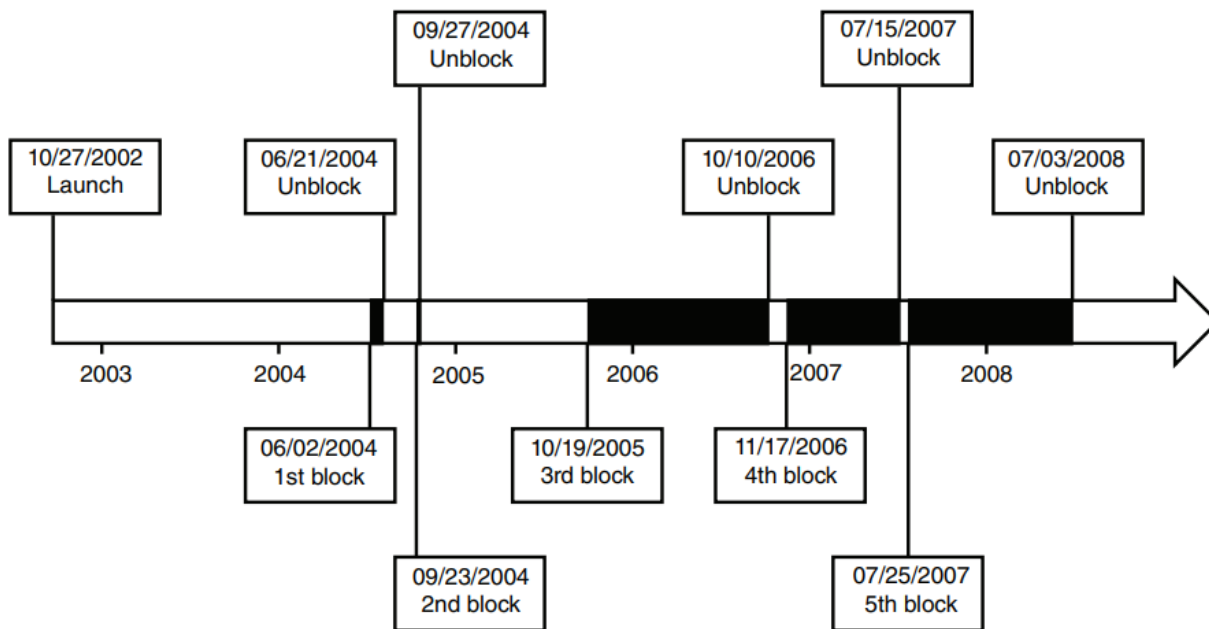 09/27/2004
Unblock
07/15/2007
Unblock
10/27/2002
Launch
06/21/2004
Unblock
10/10/2006
Unblock
07/03/2008
Unblock
2003
2004
2005
2006
2007
2008
06/02/2004
1st block
10/19/2005
3rd block
11/17/2006
4th block
09/23/2004
2nd block
07/25/2007
5th block